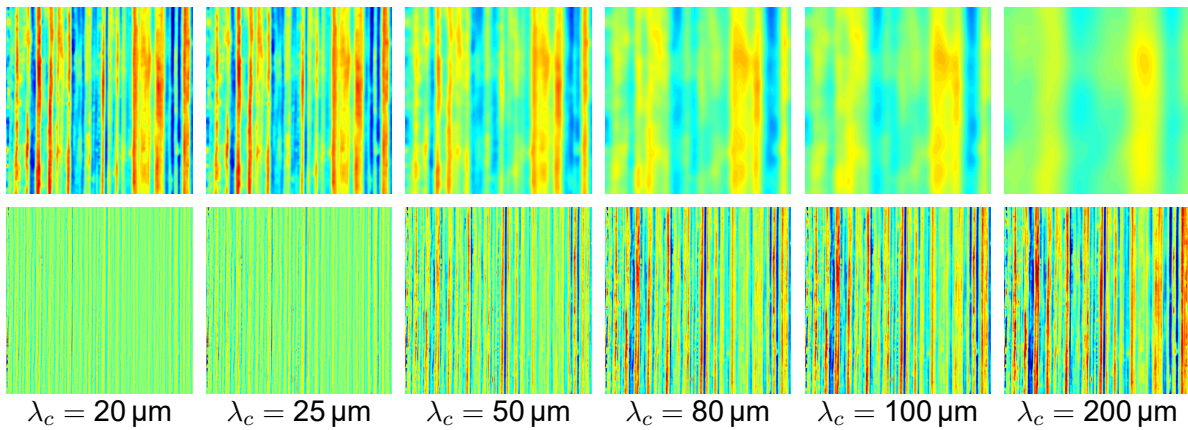 λc = 20 µm λc = 25 µm λc = 50 µm λc = 80 µm λc = 100 µm λc = 200 µm